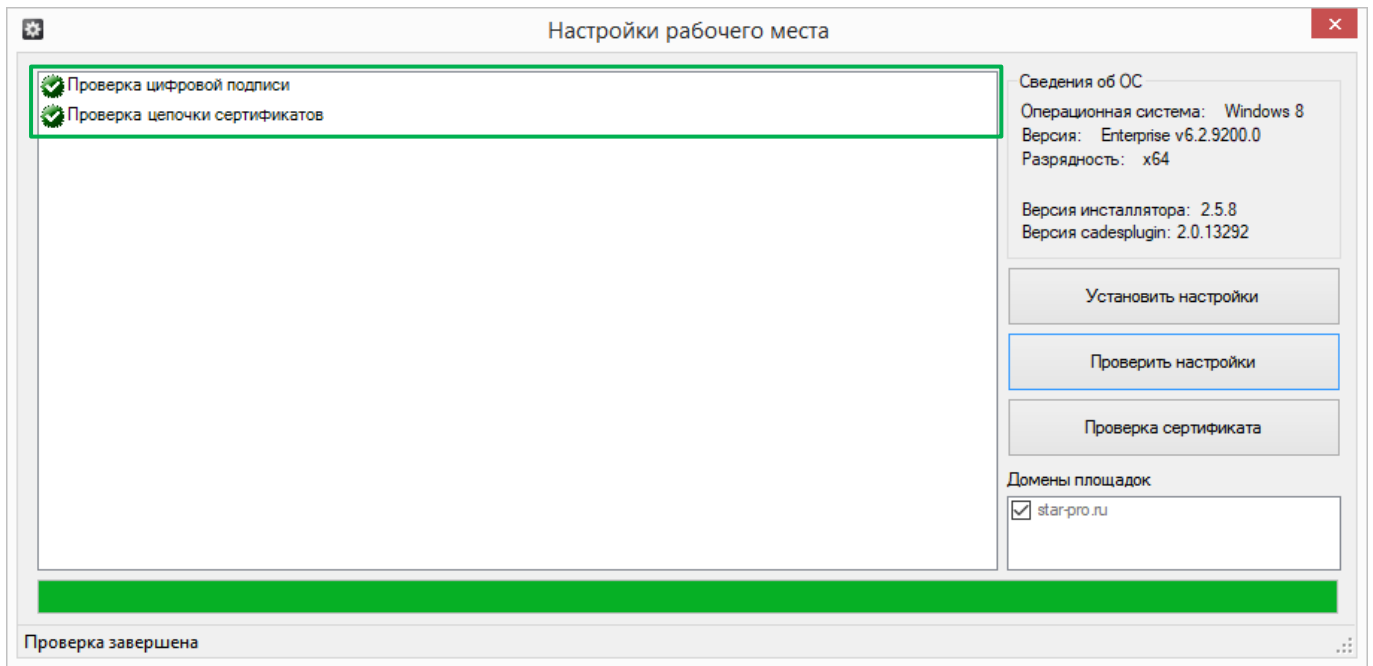 Настройки рабочего места
Проверка цифровой подписи
Проверка цепочки сертификатов
Сведения об ОС
Операционная система: Windows 8
Версия: Enterprise v6.2.9200.0
Разрядность: x64
Версия инсталлятора: 2.5.8
Версия cadesplugin: 2.0.13292
Установить настройки
Проверить настройки
Проверка сертификата
Домены площадок
star-pro.ru
Проверка завершена